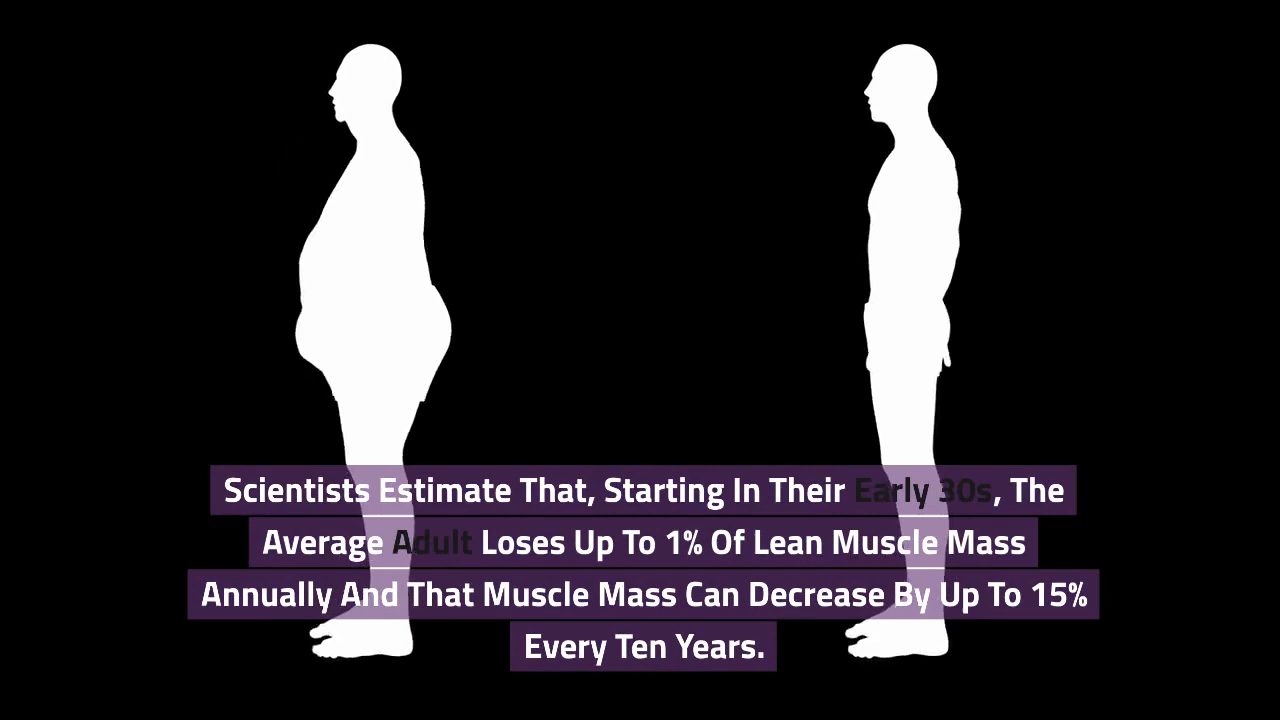 Scientists Estimate That, Starting In Their Early 30s, The
Average Adult Loses Up To 1% Of Lean Muscle Mass
Annually And That Muscle Mass Can Decrease By Up To 15%
Every Ten Years.